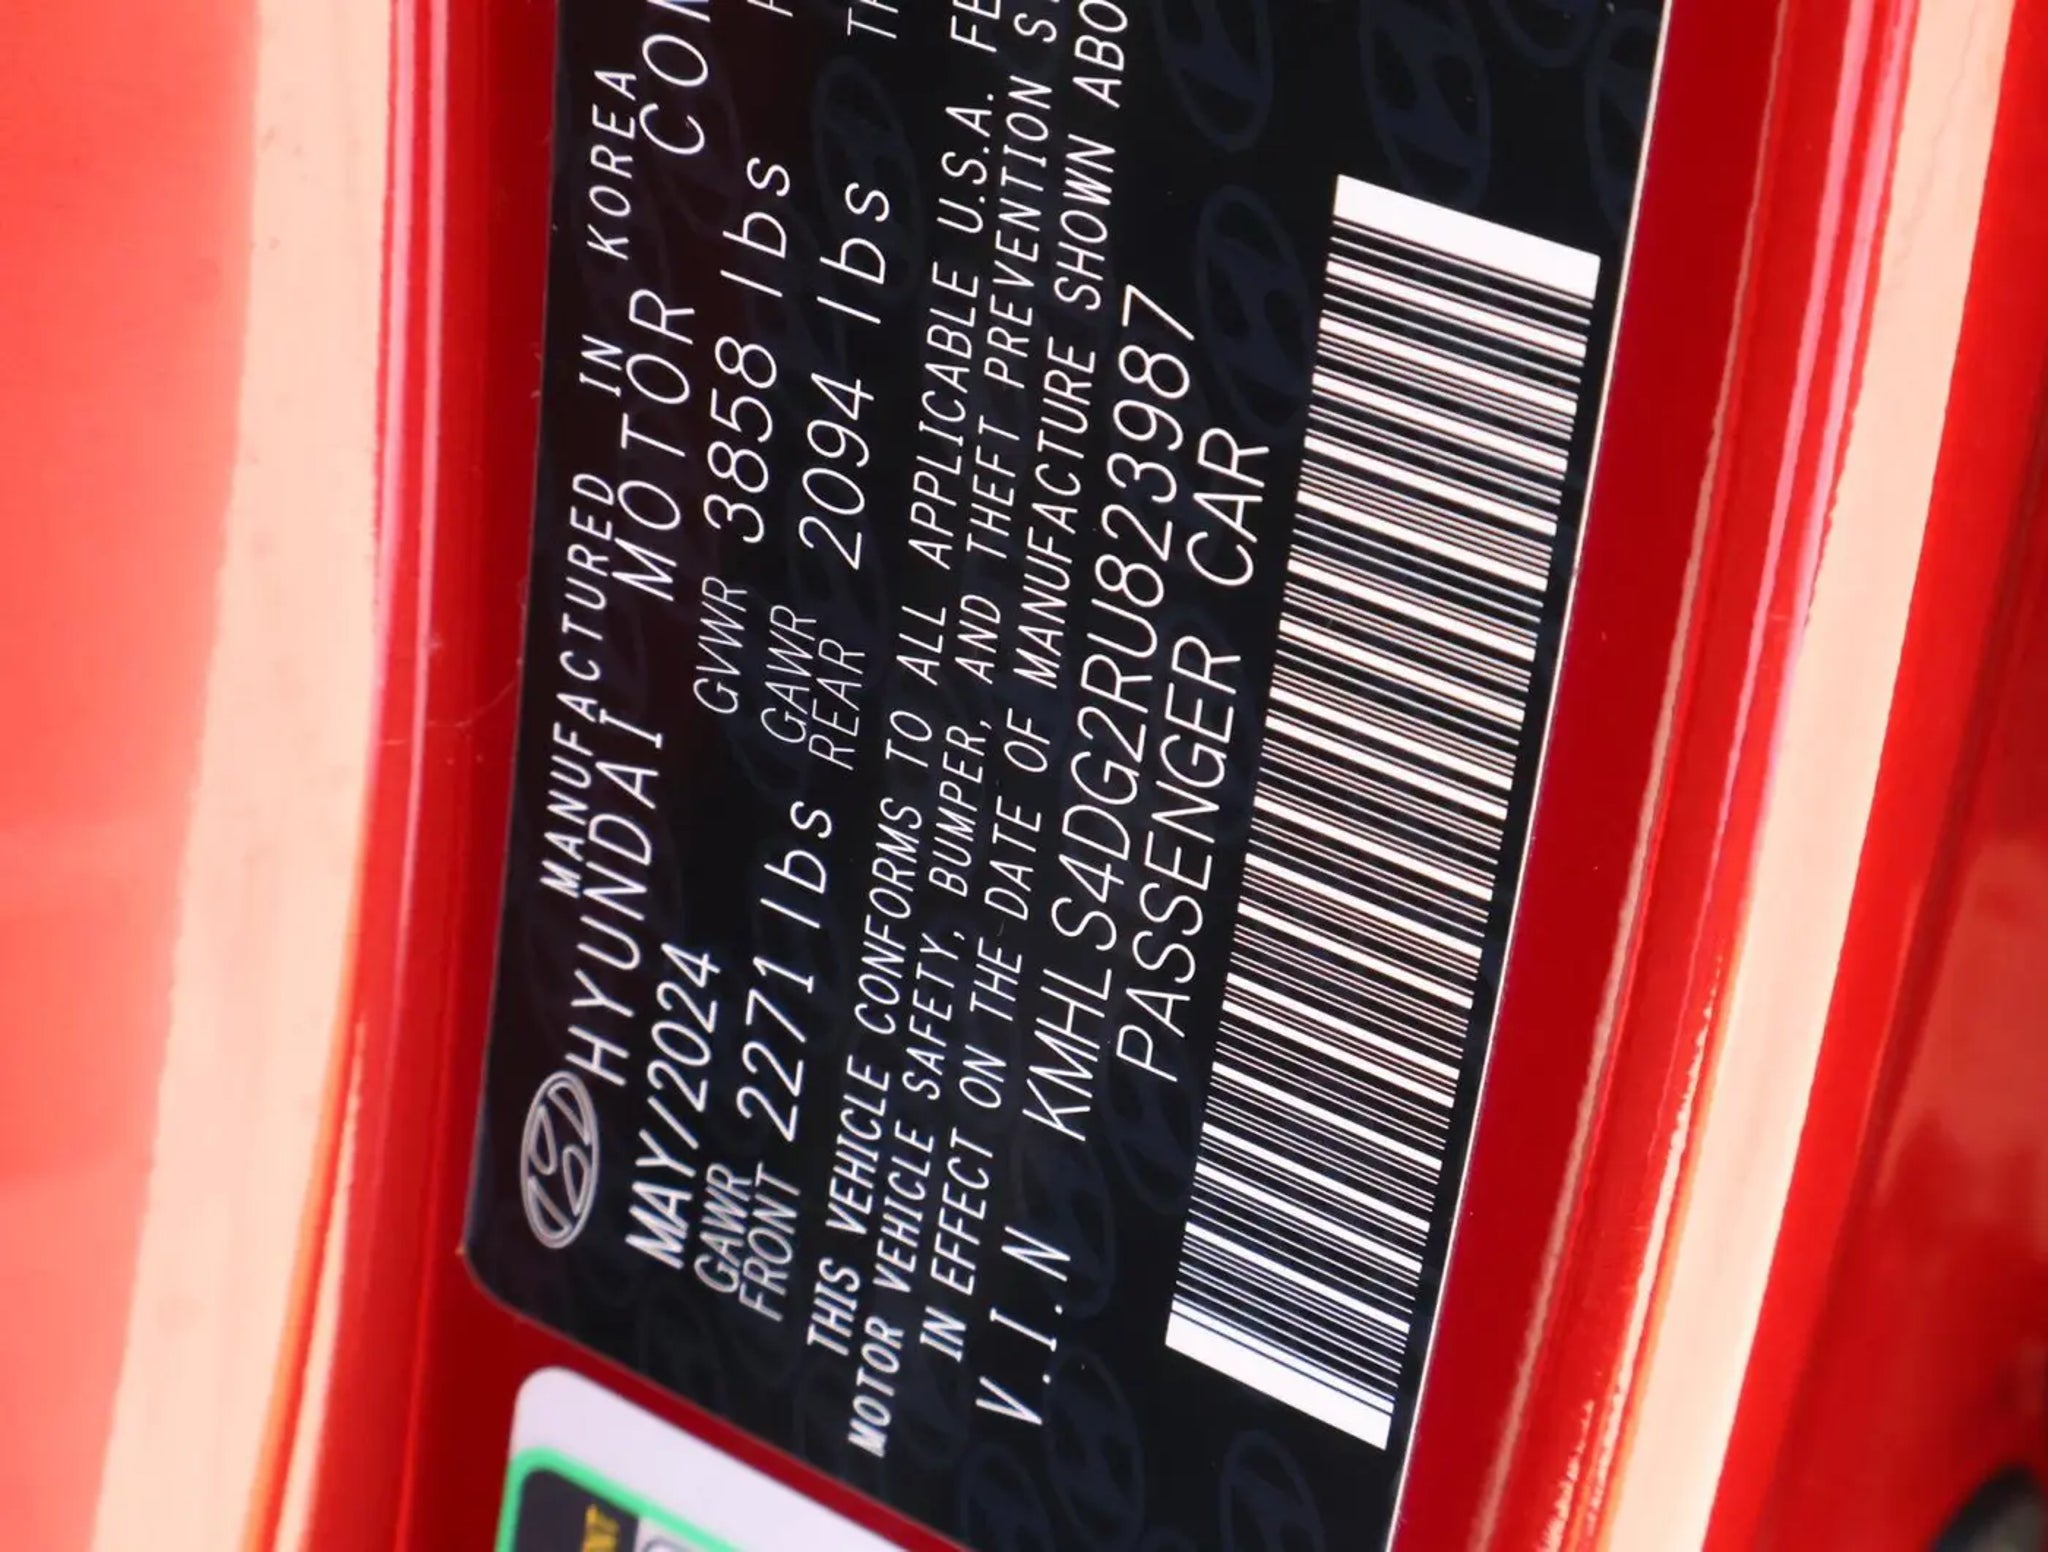 MANUFACTURED IN KOREA
HYUNDAI MOTOR
MAY/2024 GVWR 3858 lbs
GAWR FRONT 2271 lbs GAWR REAR 2094 lbs
THIS VEHICLE CONFORMS TO ALL APPLICABLE U.S.A.
MOTOR VEHICLE SAFETY, BUMPER, AND THEFT PREVENTION
IN EFFECT ON THE DATE OF MANUFACTURE SHOWN ABO
V.I.N KMHLS4DG2RU823987
PASSENGER CAR